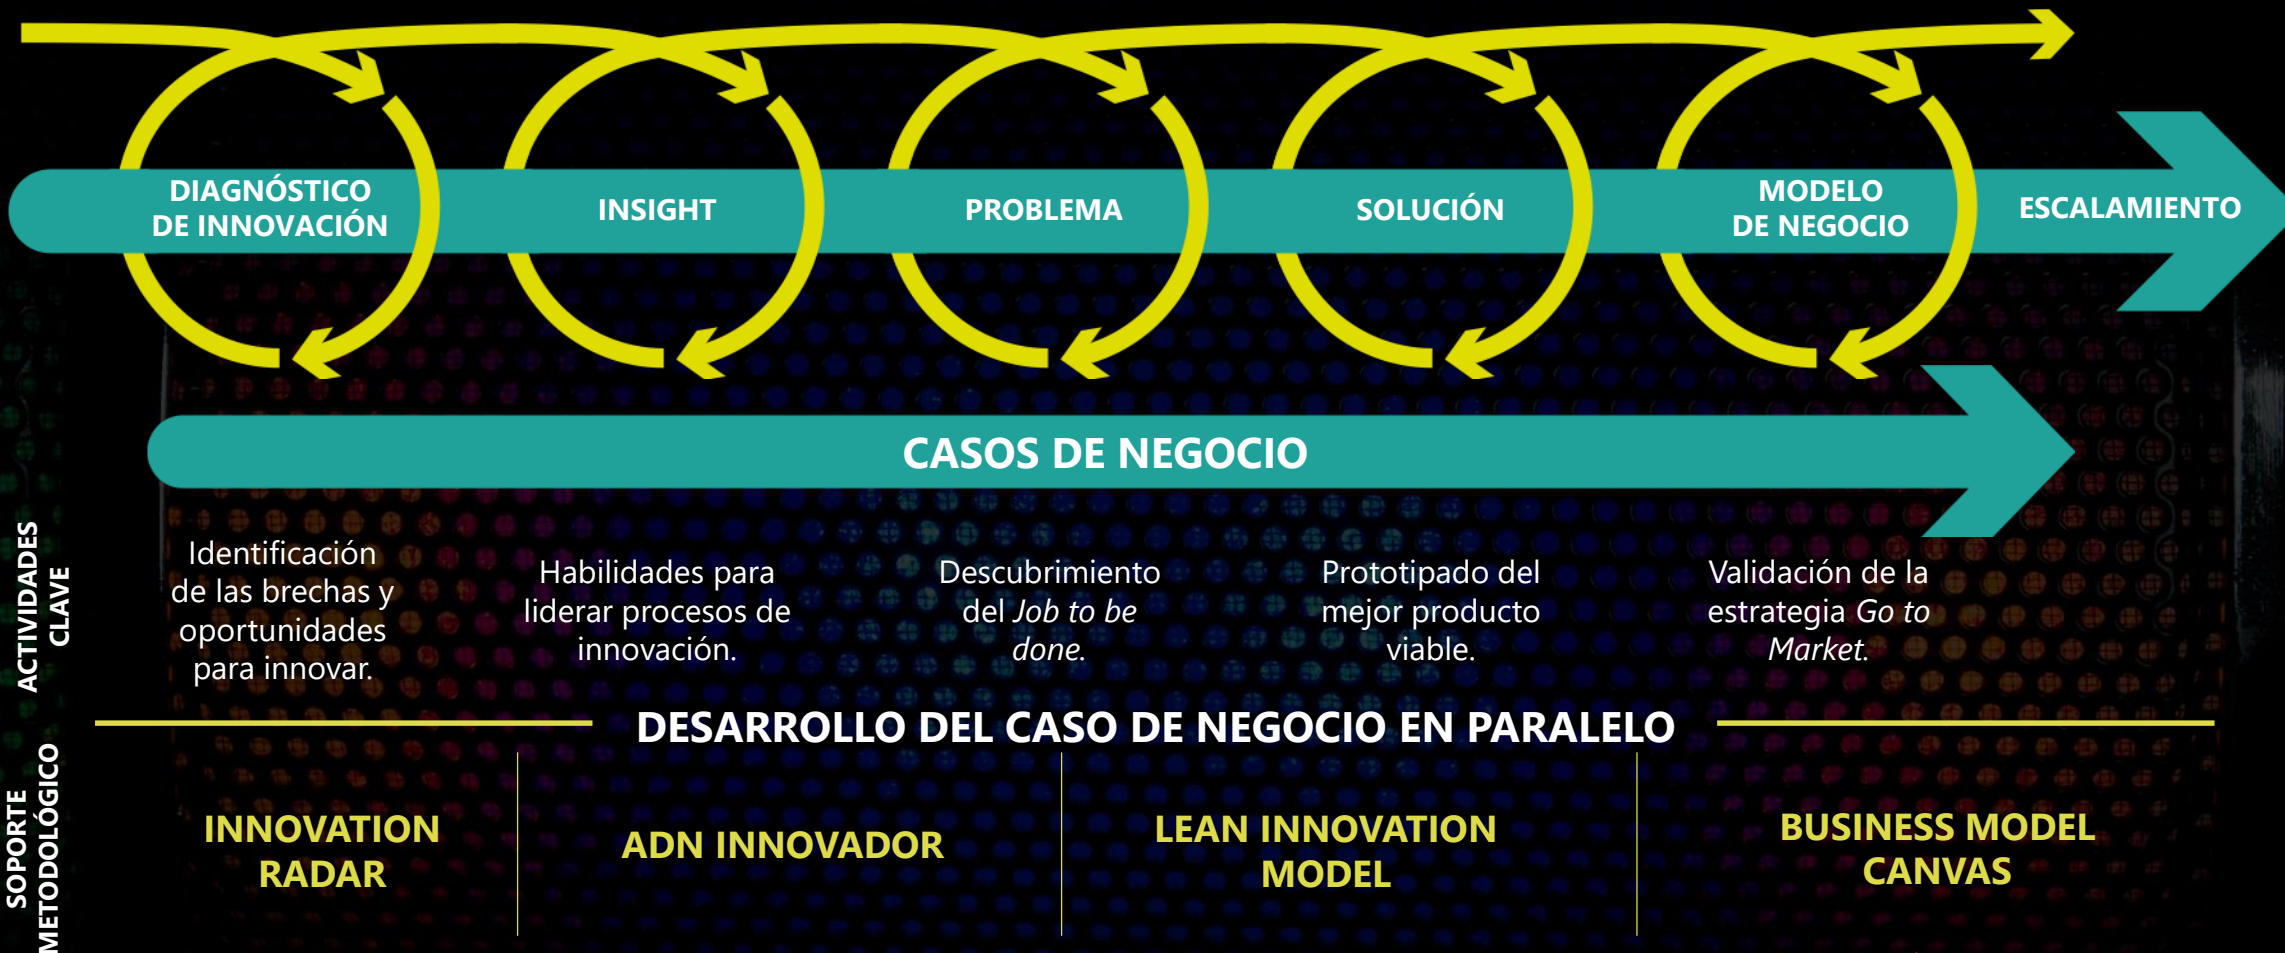 DIAGNÓSTICO
DE INNOVACIÓN
INSIGHT
PROBLEMA
SOLUCIÓN
MODELO
DE NEGOCIO
ESCALAMIENTO
CASOS DE NEGOCIO
ACTIVIDADES
CLAVE
Identificación
de las brechas y
oportunidades
para innovar.
Habilidades para
liderar procesos de
innovación.
Descubrimiento
del Job to be
done.
Prototipado del
mejor producto
viable.
Validación de la
estrategia Go to
Market.
DESARROLLO DEL CASO DE NEGOCIO EN PARALELO
SOPORTE
METODOLÓGICO
INNOVATION
RADAR
ADN INNOVADOR
LEAN INNOVATION
MODEL
BUSINESS MODEL
CANVAS